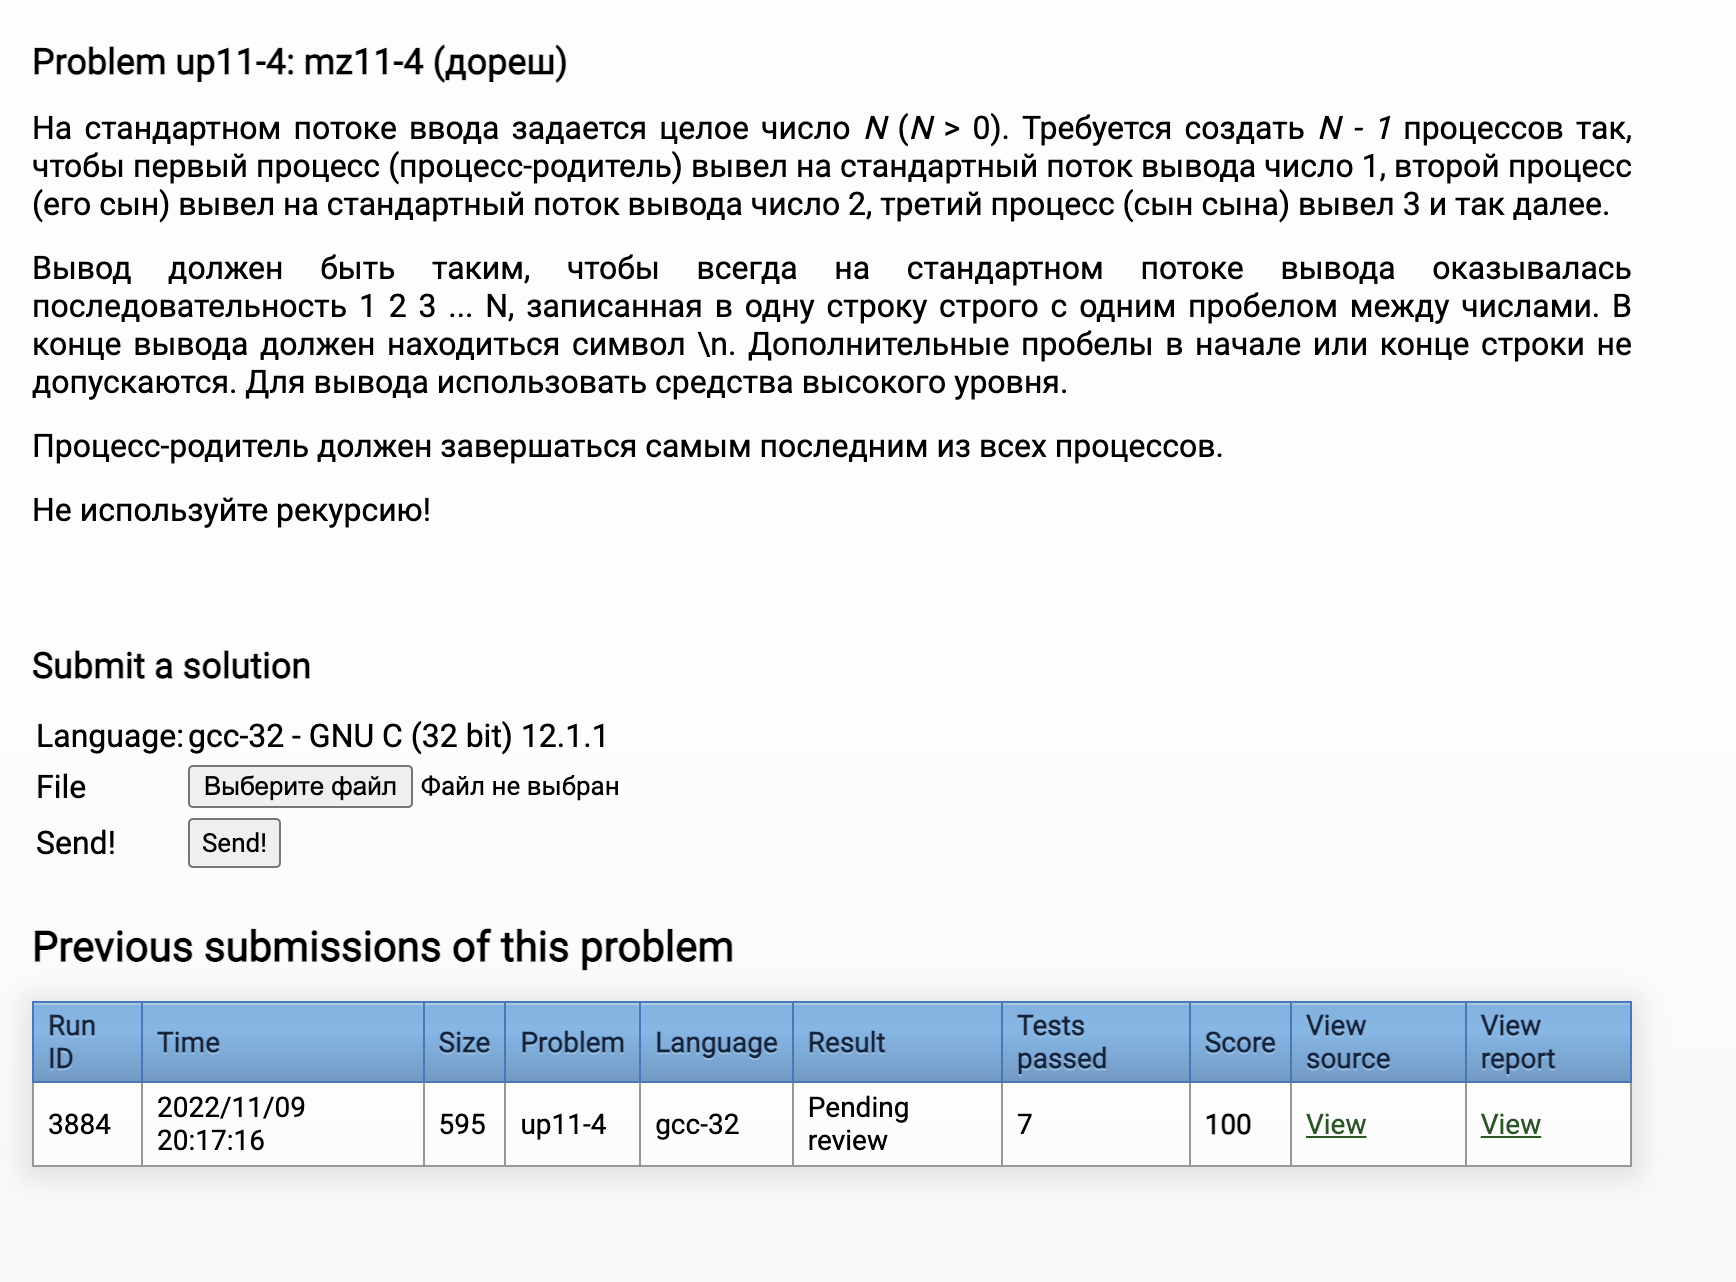 Problem up11-4: mz11-4 (дореш)
На стандартном потоке ввода задается целое число N (N > 0). Требуется создать N - 1 процессов так,
чтобы первый процесс (процесс-родитель) вывел на стандартный поток вывода число 1, второй процесс
(его сын) вывел на стандартный поток вывода число 2, третий процесс (сын сына) вывел 3 и так далее.
Вывод должен быть таким, чтобы всегда на стандартном потоке вывода оказывалась
последовательность 1 2 3 ... N, записанная в одну строку строго с одним пробелом между числами. В
конце вывода должен находиться символ \n. Дополнительные пробелы в начале или конце строки не
допускаются. Для вывода использовать средства высокого уровня.
Процесс-родитель должен завершаться самым последним из всех процессов.
Не используйте рекурсию!
Submit a solution
Language: gcc-32 - GNU C (32 bit) 12.1.1
File Выберите файл Файл не выбран
Send! Send!
Previous submissions of this problem
Run ID Time Size Problem Language Result Tests passed Score View source View report
3884 2022/11/09 20:17:16 595 up11-4 gcc-32 Pending review 7 100 View View